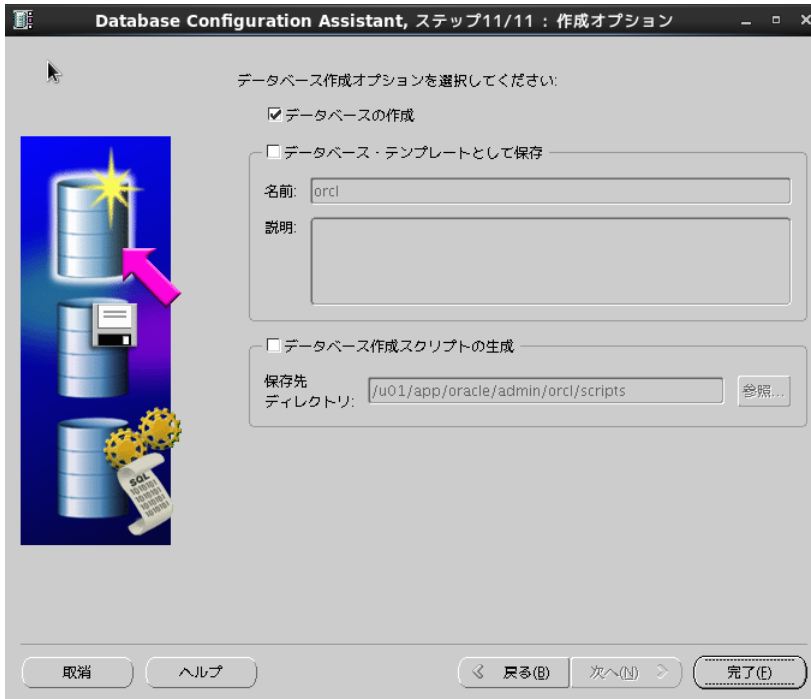 Database Configuration Assistant, ステップ11/11 : 作成オプション
データベース作成オプションを選択してください:
データベースの作成
データベース・テンプレートとして保存
名前: orcl
説明:
データベース作成スクリプトの生成
保存先
ディレクトリ: /u01/app/oracle/admin/orcl/scripts 参照...
SQL
1010101
0101010
1010101
1010101
取消 ヘルプ 戻る(B) 次へ(N) 完了(F)